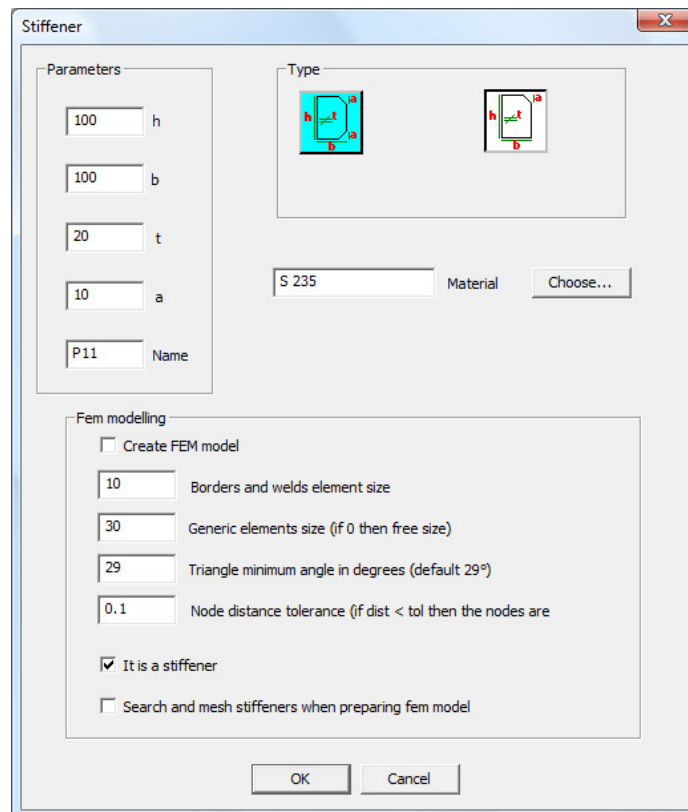 Stiffener
Parameters
100 h
100 b
20 t
10 a
P11 Name
Type
h t a a b
h t a b
S 235 Material Choose...
Fem modelling
Create FEM model
10 Borders and welds element size
30 Generic elements size (if 0 then free size)
29 Triangle minimum angle in degrees (default 29°)
0.1 Node distance tolerance (if dist < tol then the nodes are
It is a stiffener
Search and mesh stiffeners when preparing fem model
OK Cancel